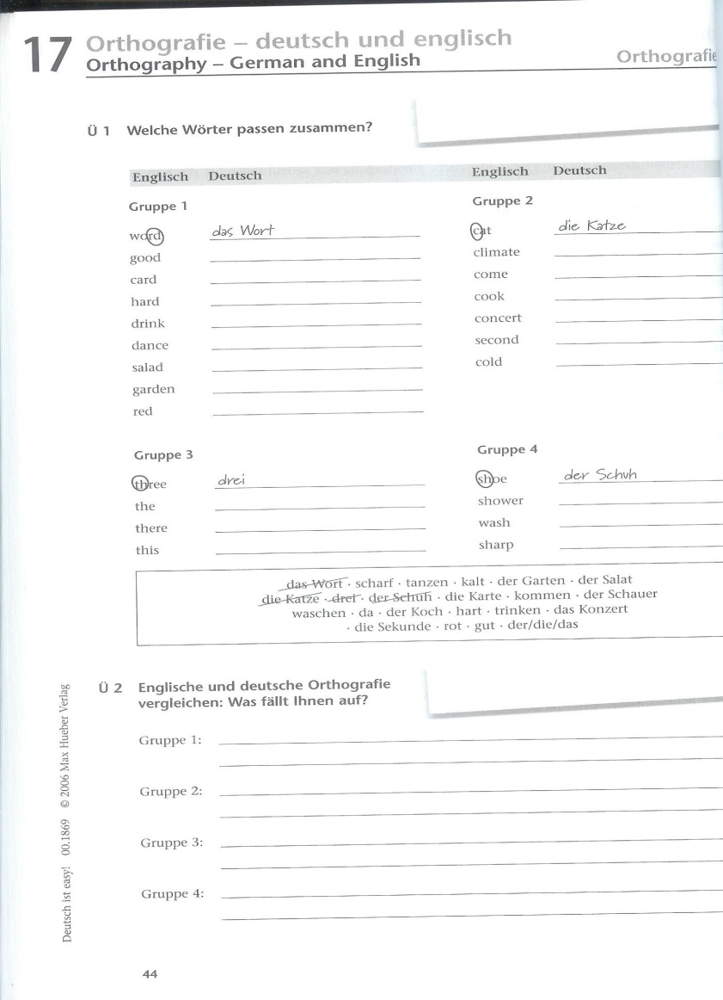 17 Orthografie – deutsch und englisch
Orthography – German and English
Orthografie
Ü 1 Welche Wörter passen zusammen?
Englisch Deutsch
Gruppe 1
word das Wort
good
card
hard
drink
dance
salad
garden
red
Englisch Deutsch
Gruppe 2
cat die Katze
climate
come
cook
concert
second
cold
Gruppe 3
three drei
the
there
this
Gruppe 4
shoe der Schuh
shower
wash
sharp
das Wort · scharf · tanzen · kalt · der Garten · der Salat
die Katze · drei · der Schuh · die Karte · kommen · der Schauer
waschen · da · der Koch · hart · trinken · das Konzert
· die Sekunde · rot · gut · der/die/das
Ü 2 Englische und deutsche Orthografie
vergleichen: Was fällt Ihnen auf?
Gruppe 1:
Gruppe 2:
Gruppe 3:
Gruppe 4:
Deutsch ist easy! 00.1869 © 2006 Max Hueber Verlag
44